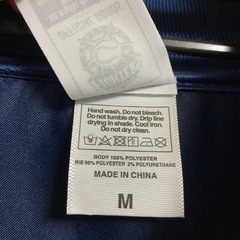 Hand wash. Do not bleach.
Do not tumble dry. Drip line
drying in shade. Cool iron.
Do not dry clean.
BODY 100% POLYESTER
RIB 98% POLYESTER 2% POLYURETHANE
MADE IN CHINA
M